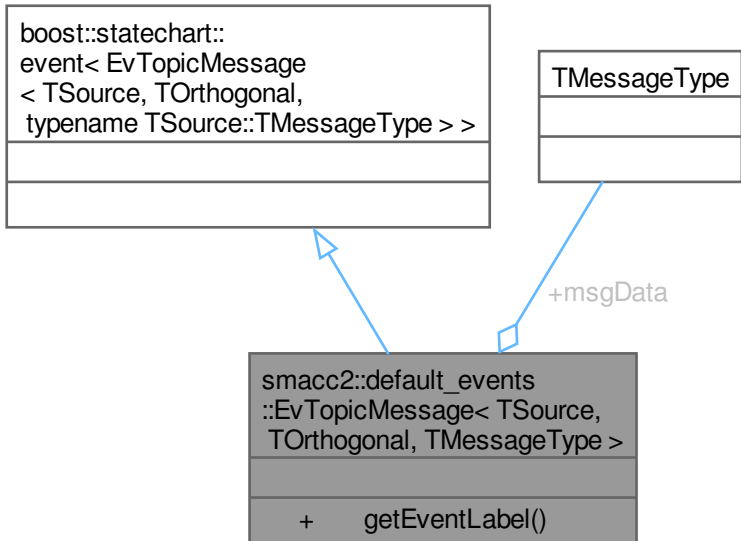 boost::statechart::
event< EvTopicMessage
< TSource, TOrthogonal,
typename TSource::TMessageType > >
TMessageType
+msgData
smacc2::default_events
::EvTopicMessage< TSource,
TOrthogonal, TMessageType >
+ getEventLabel()